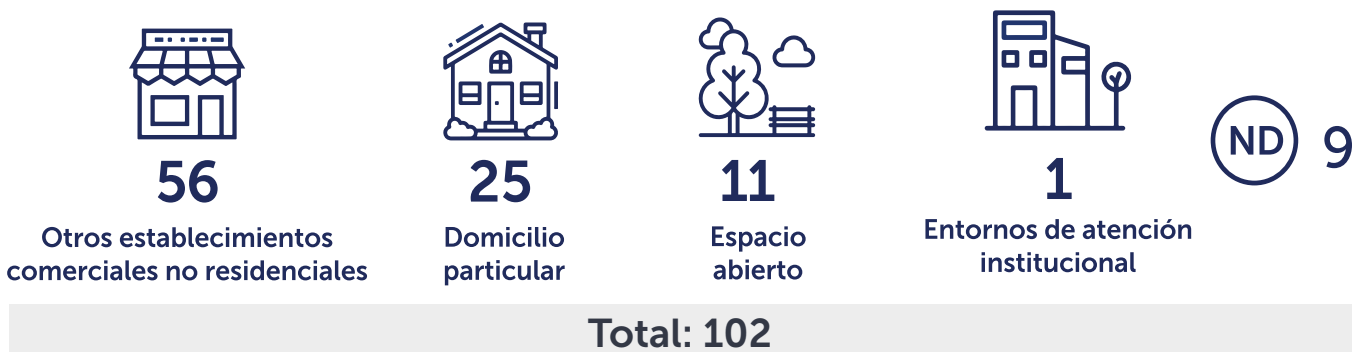 56
Otros establecimientos
comerciales no residenciales
25
Domicilio
particular
11
Espacio
abierto
1
Entornos de atención
institucional
ND 9
Total: 102